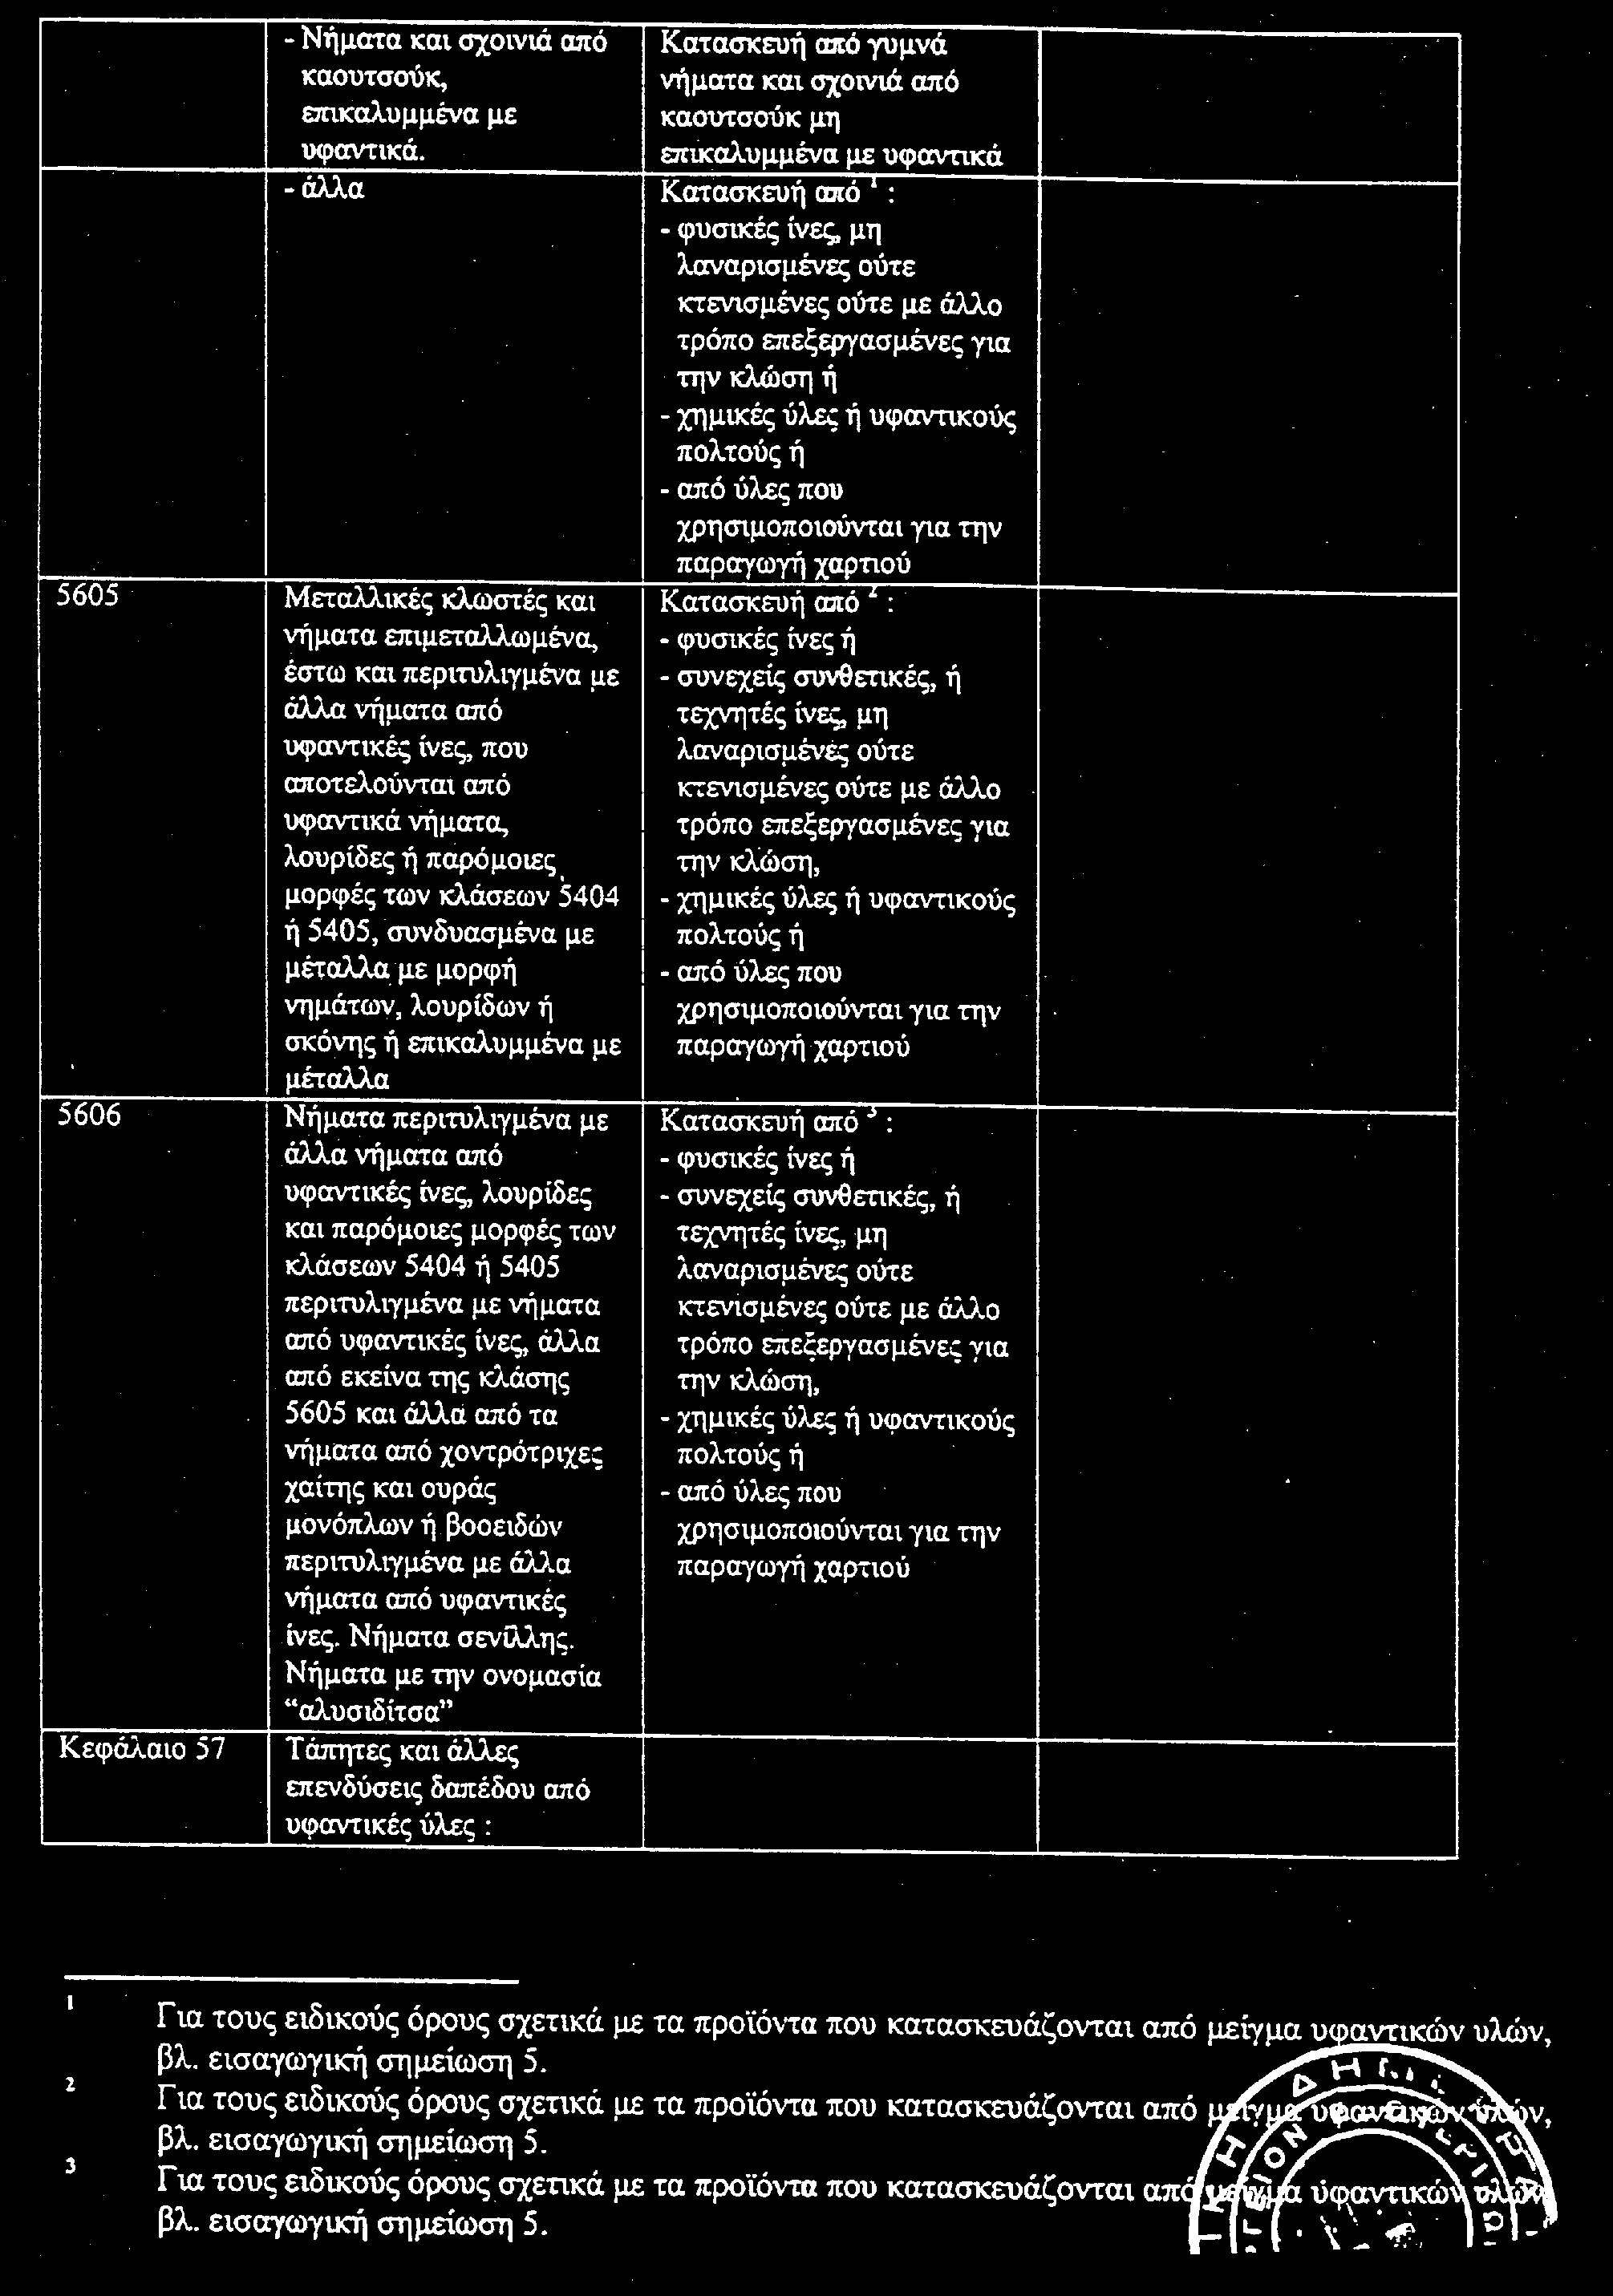 - Νήματα και σχοινιά από
καουτσούκ,
επικαλυμμένα με
υφαντικά.
Κατασκευή από γυμνά
νήματα και σχοινιά από
καουτσούκ μη
επικαλυμμένα με υφαντικά
- άλλα
Κατασκευή από 1 :
- φυσικές ίνες, μη
λαναρισμένες ούτε
κτενισμένες ούτε με άλλο
τρόπο επεξεργασμένες για
την κλώση ή
- χημικές ύλες ή υφαντικούς
πολτούς ή
- από ύλες που
χρησιμοποιούνται για την
παραγωγή χαρτιού
5605
Μεταλλικές κλωστές και
νήματα επιμεταλλωμένα,
έστω και περιτυλιγμένα με
άλλα νήματα από
υφαντικές ίνες, που
αποτελούνται από
υφαντικά νήματα,
λουρίδες ή παρόμοιες
μορφές των κλάσεων 5404
ή 5405, συνδυασμένα με
μέταλλα με μορφή
νημάτων, λουρίδων ή
σκόνης ή επικαλυμμένα με
μέταλλα
Κατασκευή από 2 :
- φυσικές ίνες ή
- συνεχείς συνθετικές, ή
τεχνητές ίνες, μη
λαναρισμένες ούτε
κτενισμένες ούτε με άλλο
τρόπο επεξεργασμένες για
την κλώση,
- χημικές ύλες ή υφαντικούς
πολτούς ή
- από ύλες που
χρησιμοποιούνται για την
παραγωγή χαρτιού
5606
Νήματα περιτυλιγμένα με
άλλα νήματα από
υφαντικές ίνες, λουρίδες
και παρόμοιες μορφές των
κλάσεων 5404 ή 5405
περιτυλιγμένα με νήματα
από υφαντικές ίνες, άλλα
από εκείνα της κλάσης
5605 και άλλα από τα
νήματα από χοντρότριχες
χαίτης και ουράς
μονόπλων ή βοοειδών
περιτυλιγμένα με άλλα
νήματα από υφαντικές
ίνες. Νήματα σενίλλης.
Νήματα με την ονομασία
“αλυσιδίτσα”
Κατασκευή από 3 :
- φυσικές ίνες ή
- συνεχείς συνθετικές, ή
τεχνητές ίνες, μη
λαναρισμένες ούτε
κτενισμένες ούτε με άλλο
τρόπο επεξεργασμένες για
την κλώση,
- χημικές ύλες ή υφαντικούς
πολτούς ή
- από ύλες που
χρησιμοποιούνται για την
παραγωγή χαρτιού
Κεφάλαιο 57
Τάπητες και άλλες
επενδύσεις δαπέδου από
υφαντικές ύλες :
1 Για τους ειδικούς όρους σχετικά με τα προϊόντα που κατασκευάζονται από μείγμα υφαντικών υλών,
βλ. εισαγωγική σημείωση 5.
2 Για τους ειδικούς όρους σχετικά με τα προϊόντα που κατασκευάζονται από μείγμα υφαντικών υλών,
βλ. εισαγωγική σημείωση 5.
3 Για τους ειδικούς όρους σχετικά με τα προϊόντα που κατασκευάζονται από μείγμα υφαντικών υλών,
βλ. εισαγωγική σημείωση 5.